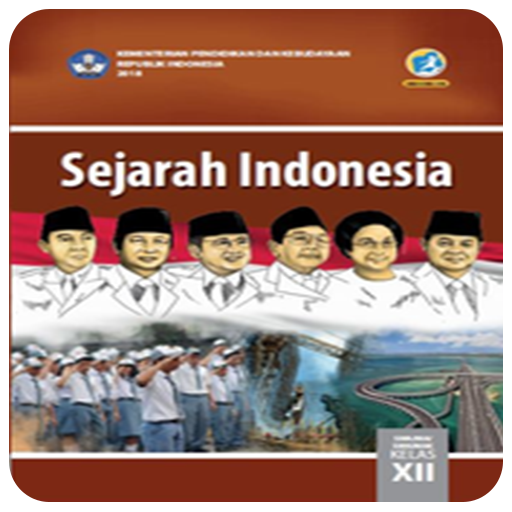 KEMENTERIAN PENDIDIKAN DAN KEBUDAYAAN
REPUBLIK INDONESIA
2018
Sejarah Indonesia
KELAS
XII